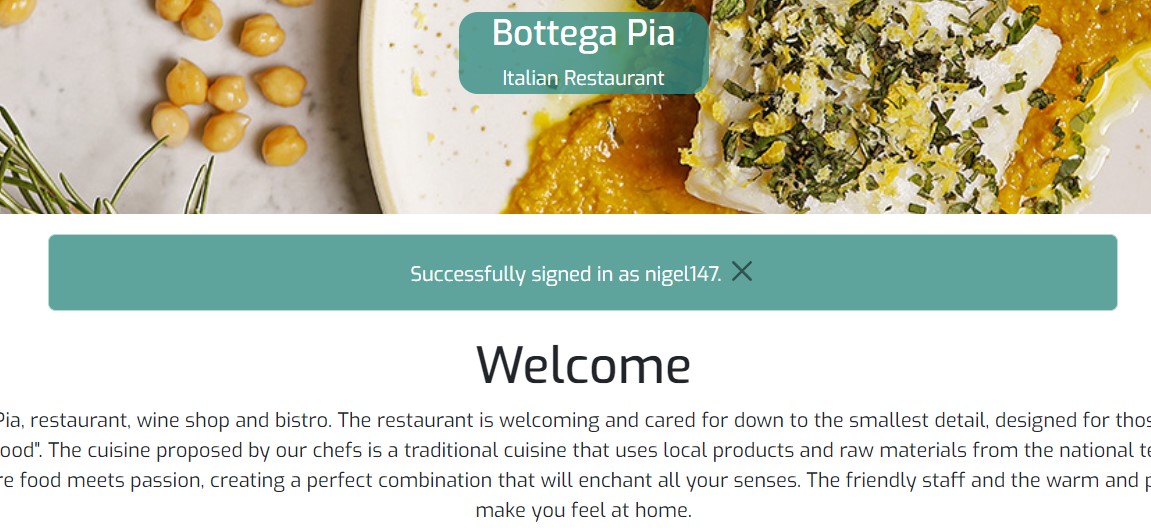 Bottega Pia
Italian Restaurant
Successfully signed in as nigel147.
Welcome
Pia, restaurant, wine shop and bistro. The restaurant is welcoming and cared for down to the smallest detail, designed for
ood". The cuisine proposed by our chefs is a traditional cuisine that uses local products and raw materials from the national
food meets passion, creating a perfect combination that will enchant all your senses. The friendly staff and the warm and
make you feel at home.